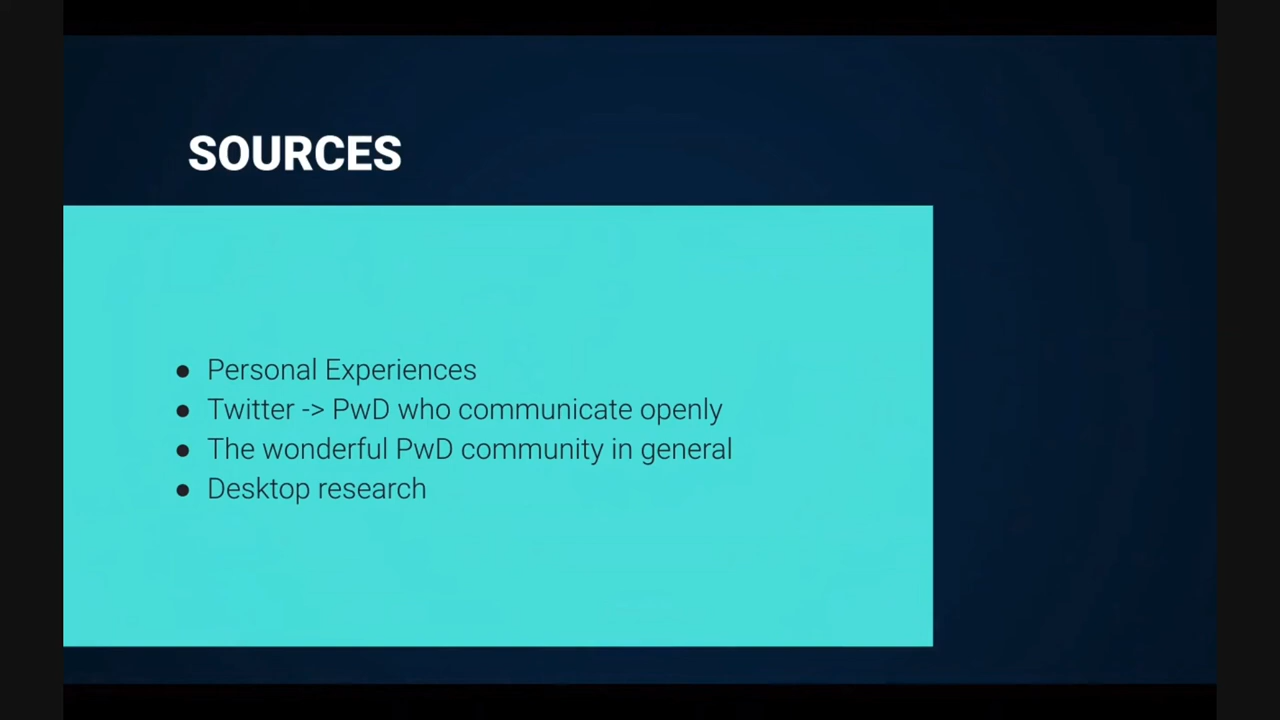 SOURCES
● Personal Experiences
● Twitter -> PwD who communicate openly
● The wonderful PwD community in general
● Desktop research